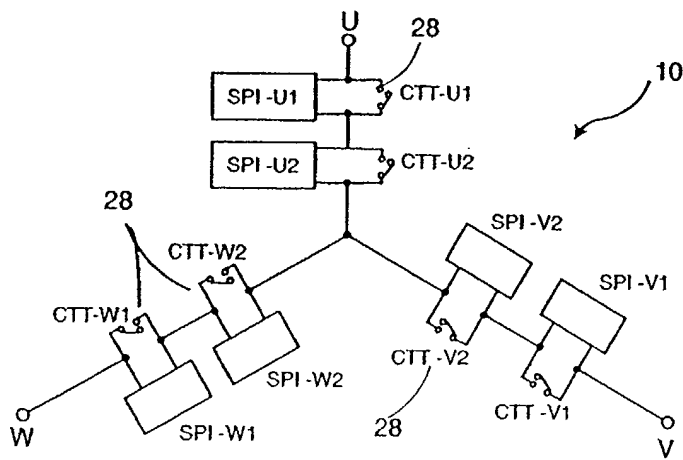 U
28
10
SPI-U1
CTT-U1
SPI-U2
CTT-U2
28
SPI-V2
CTT-W2
SPI-V1
CTT-W1
CTT-V2
SPI-W2
CTT-V1
W
SPI-W1
28
V